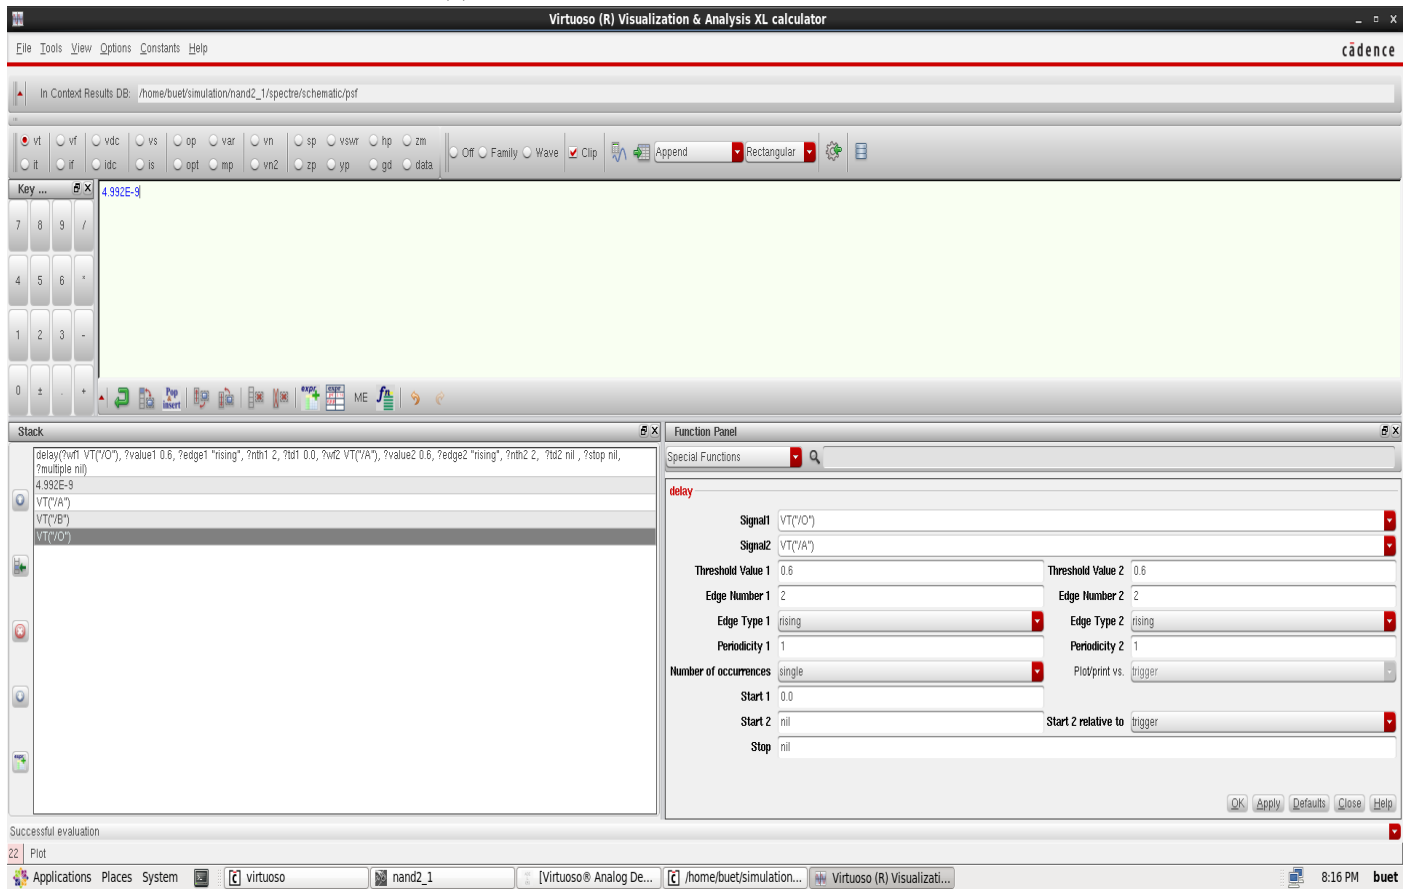 Virtuoso (R) Visualization & Analysis XL calculator
File Tools View Options Constants Help
cādence
In Context Results DB: /home/buet/simulation/nand2_1/spectre/schematic/psf
vt vf vdc vs op var vn sp vswr hp zm
it if idc is opt mp vn2 zp yp gd data
Off Family Wave Clip Append Rectangular
Key ...
4.992E-9
7 8 9 /
4 5 6 *
1 2 3 -
0 ± . +
Pop insert expr expr ME fn
Stack
delay(?wf1 VT("/O"), ?value1 0.6, ?edge1 "rising", ?nth1 2, ?td1 0.0, ?wf2 VT("/A"), ?value2 0.6, ?edge2 "rising", ?nth2 2, ?td2 nil , ?stop nil,
?multiple nil)
4.992E-9
VT("/A")
VT("/B")
VT("/O")
expr
Function Panel
Special Functions
delay
Signal1 VT("/O")
Signal2 VT("/A")
Threshold Value 1 0.6 Threshold Value 2 0.6
Edge Number 1 2 Edge Number 2 2
Edge Type 1 rising Edge Type 2 rising
Periodicity 1 1 Periodicity 2 1
Number of occurrences single Plot/print vs. trigger
Start 1 0.0
Start 2 nil Start 2 relative to trigger
Stop nil
OK Apply Defaults Close Help
Successful evaluation
22 Plot
Applications Places System virtuoso nand2_1 [Virtuoso® Analog De... /home/buet/simulation... Virtuoso (R) Visualizati... 8:16 PM buet